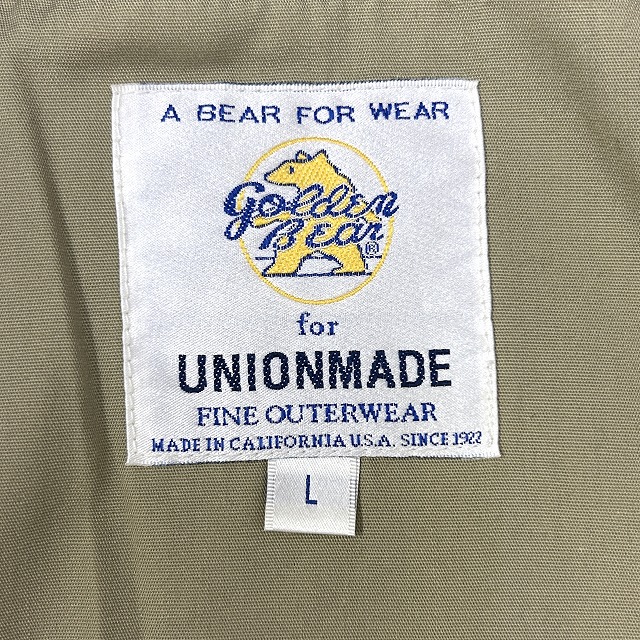 A BEAR FOR WEAR
Golden
Bear
®
for
UNIONMADE
FINE OUTERWEAR
MADE IN CALIFORNIA U.S.A. SINCE 1922
L